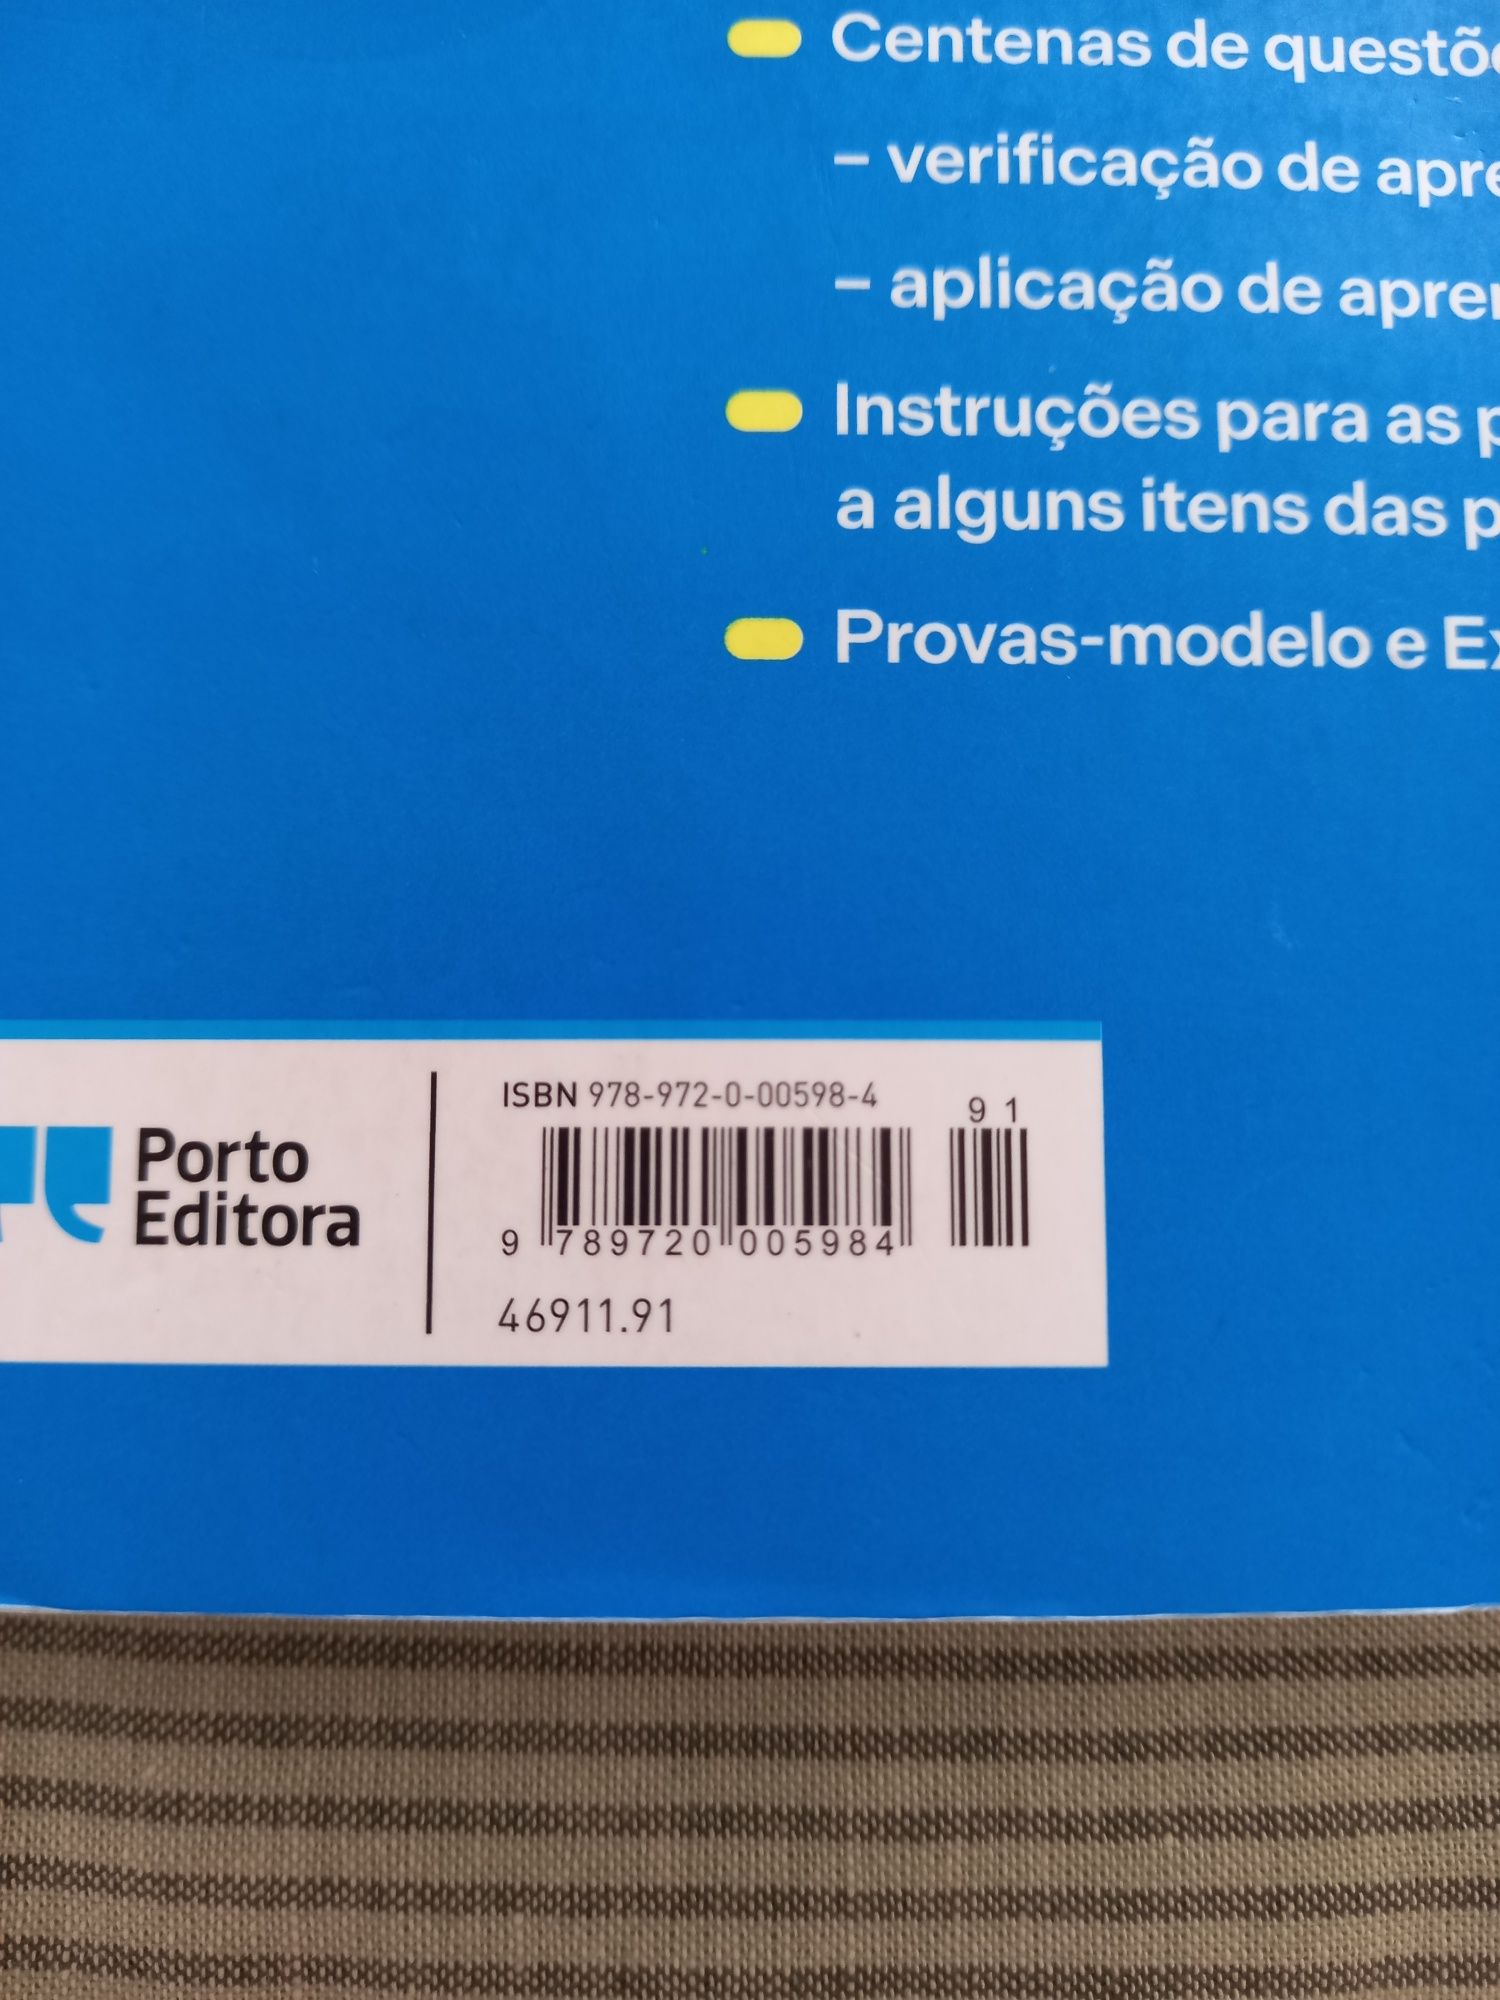 Centenas de questõ
– verificação de apre
– aplicação de apre
Instruções para as p
a alguns itens das p
Provas-modelo e Ex
Porto
Editora
ISBN 978-972-0-00598-4
9 1
9 789720 005984
46911.91